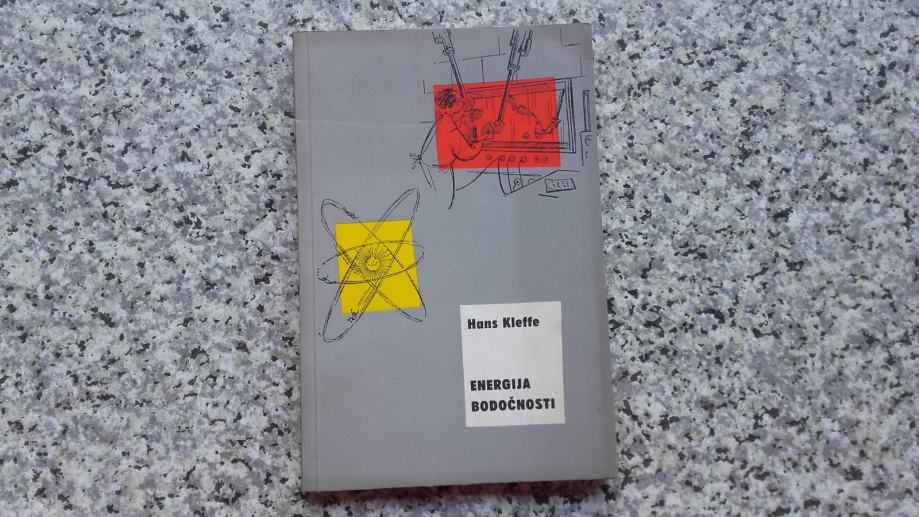 Hans Kleffe
ENERGIJA
BODOČNOSTI